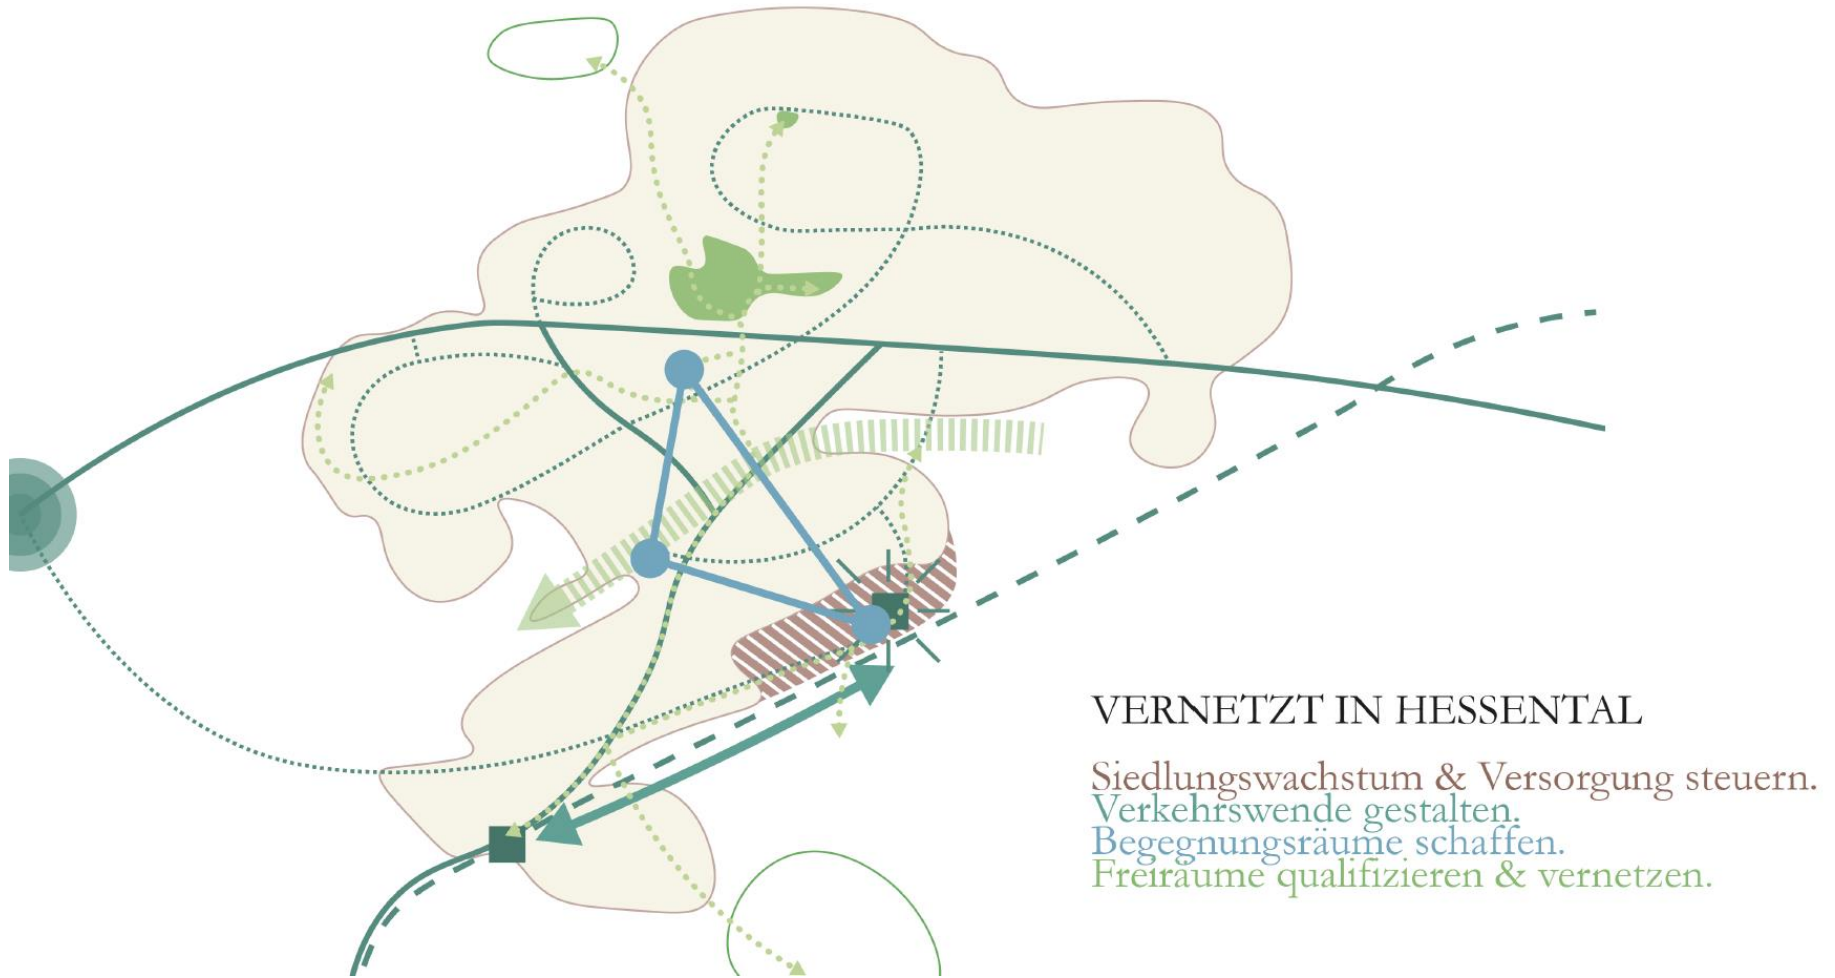 VERNETZT IN HESSENTAL
Siedlungswachstum & Versorgung steuern.
Verkehrswende gestalten.
Begegnungsräume schaffen.
Freiräume qualifizieren & vernetzen.